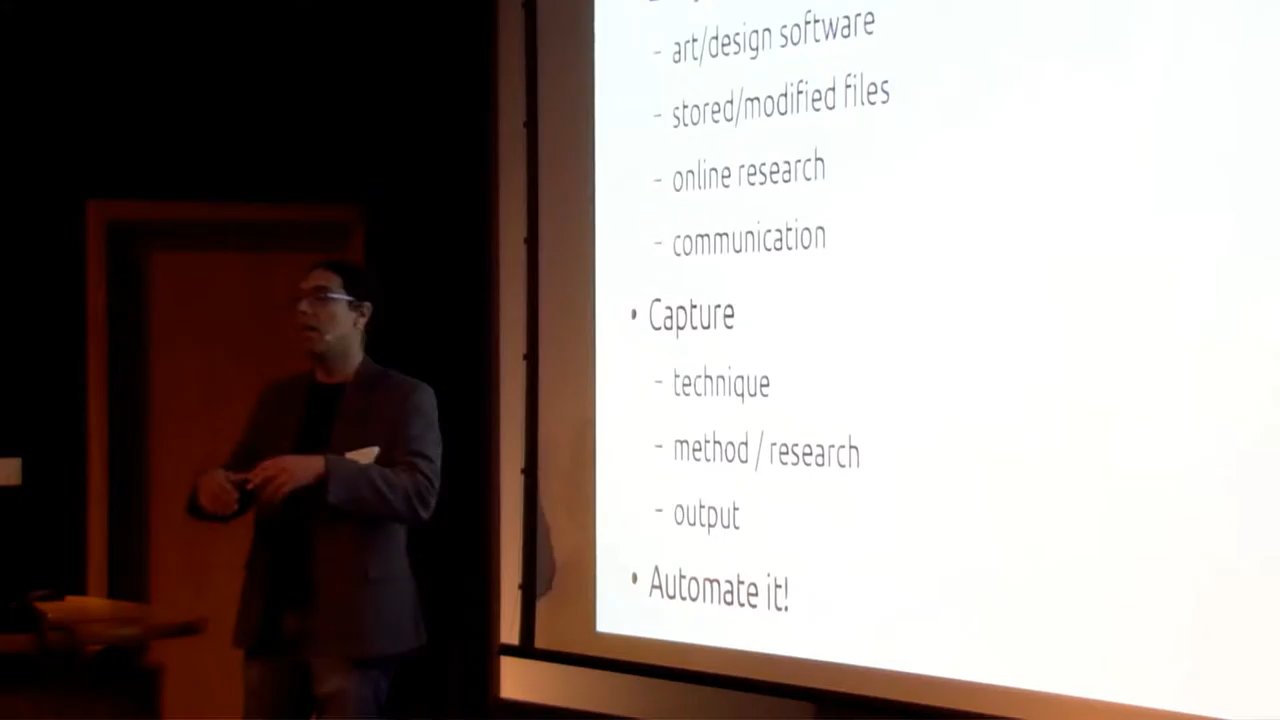 - art/design software
- stored/modified files
- online research
- communication
• Capture
- technique
- method / research
- output
• Automate it!